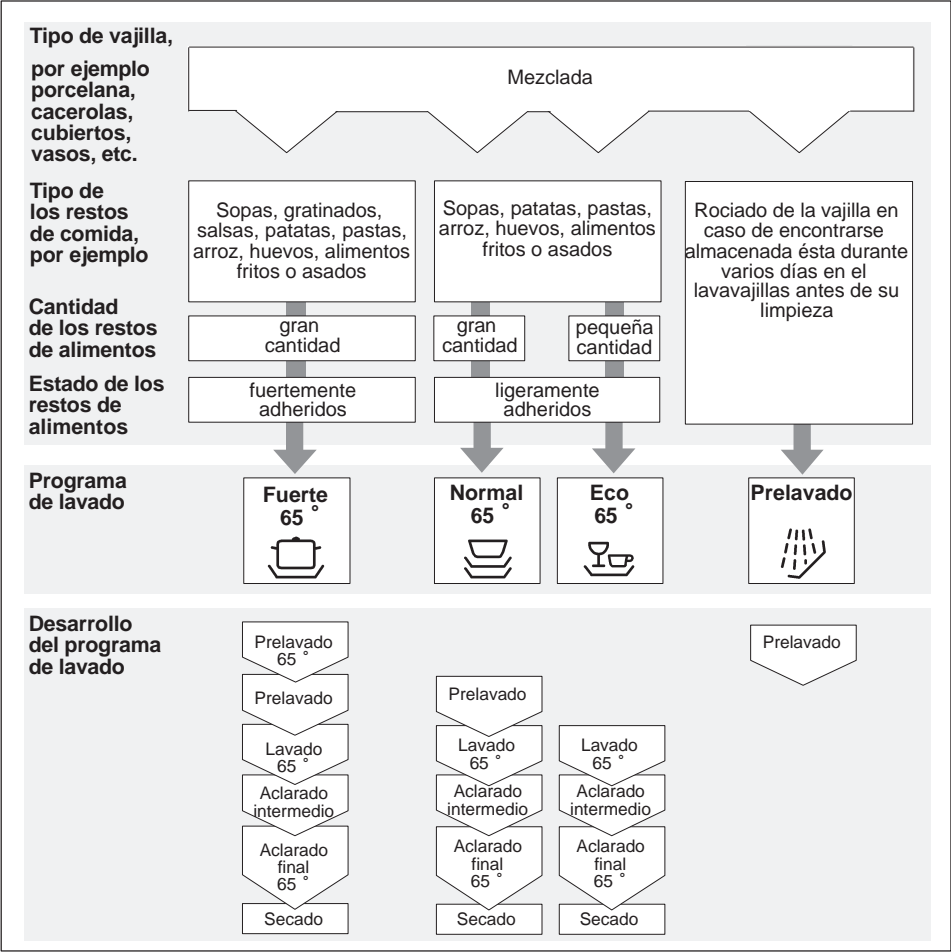 Tipo de vajilla,
por ejemplo
porcelana,
cacerolas,
cubiertos,
vasos, etc.
Mezclada
Tipo de
los restos
de comida,
por ejemplo
Sopas, gratinados,
salsas, patatas, pastas,
arroz, huevos, alimentos
fritos o asados
Sopas, patatas, pastas,
arroz, huevos, alimentos
fritos o asados
Rociado de la vajilla en
caso de encontrarse
almacenada ésta durante
varios días en el
lavavajillas antes de su
limpieza
Cantidad
de los restos
de alimentos
gran
cantidad
gran
cantidad
pequeña
cantidad
Estado de los
restos de
alimentos
fuertemente
adheridos
ligeramente
adheridos
Programa
de lavado
Fuerte
65 °
Normal
65 °
Eco
65 °
Prelavado
Desarrollo
del programa
de lavado
Prelavado
65 °
Prelavado
Lavado
65 °
Aclarado
intermedio
Aclarado
final
65 °
Secado
Prelavado
Lavado
65 °
Aclarado
intermedio
Aclarado
final
65 °
Secado
Lavado
65 °
Aclarado
intermedio
Aclarado
final
65 °
Secado
Prelavado